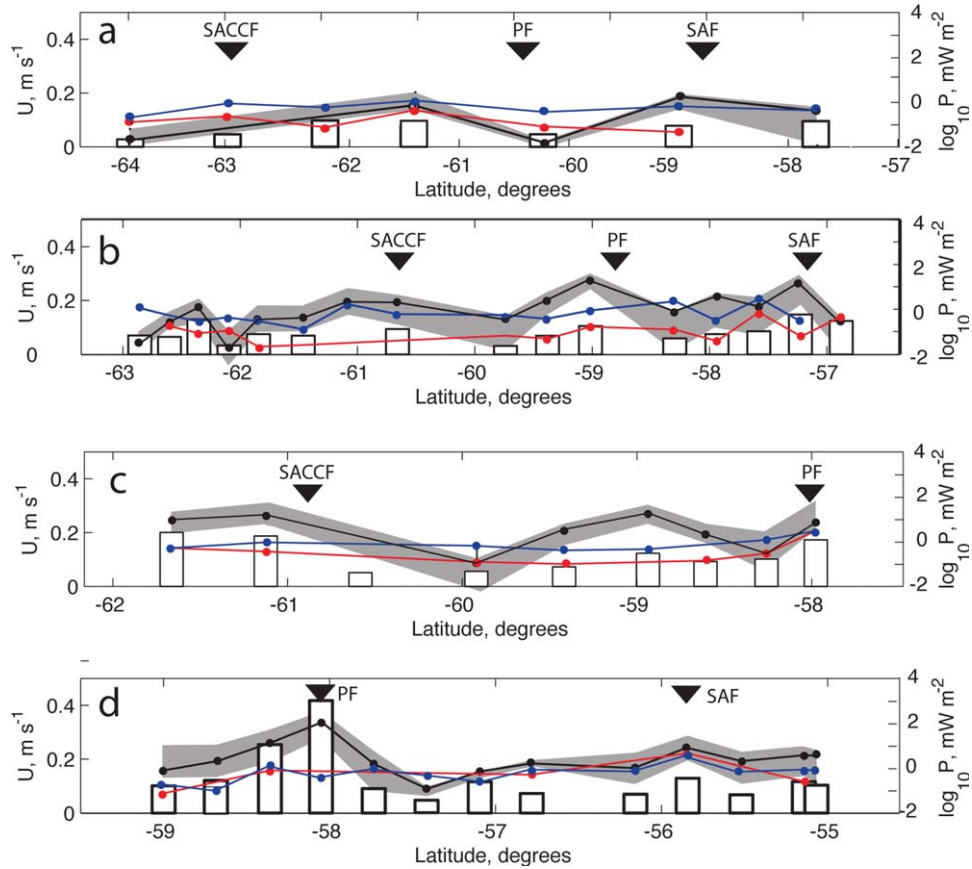 a
SACCF PF SAF
4
0.4
2
0.2
0
0
-2
U, m s-1
log10 P, mW m-2
-64 -63 -62 -61 -60 -59 -58 -57
Latitude, degrees
b
SACCF PF SAF
4
0.4
2
0.2
0
0
-2
U, m s-1
log10 P, mW m-2
-63 -62 -61 -60 -59 -58 -57
Latitude, degrees
c
SACCF PF
4
0.4
2
0.2
0
0
-2
U, m s-1
log10 P, mW m-2
-62 -61 -60 -59 -58
Latitude, degrees
d
PF SAF
4
0.4
2
0.2
0
0
-2
U, m s-1
log10 P, mW m-2
-59 -58 -57 -56 -55
Latitude, degrees